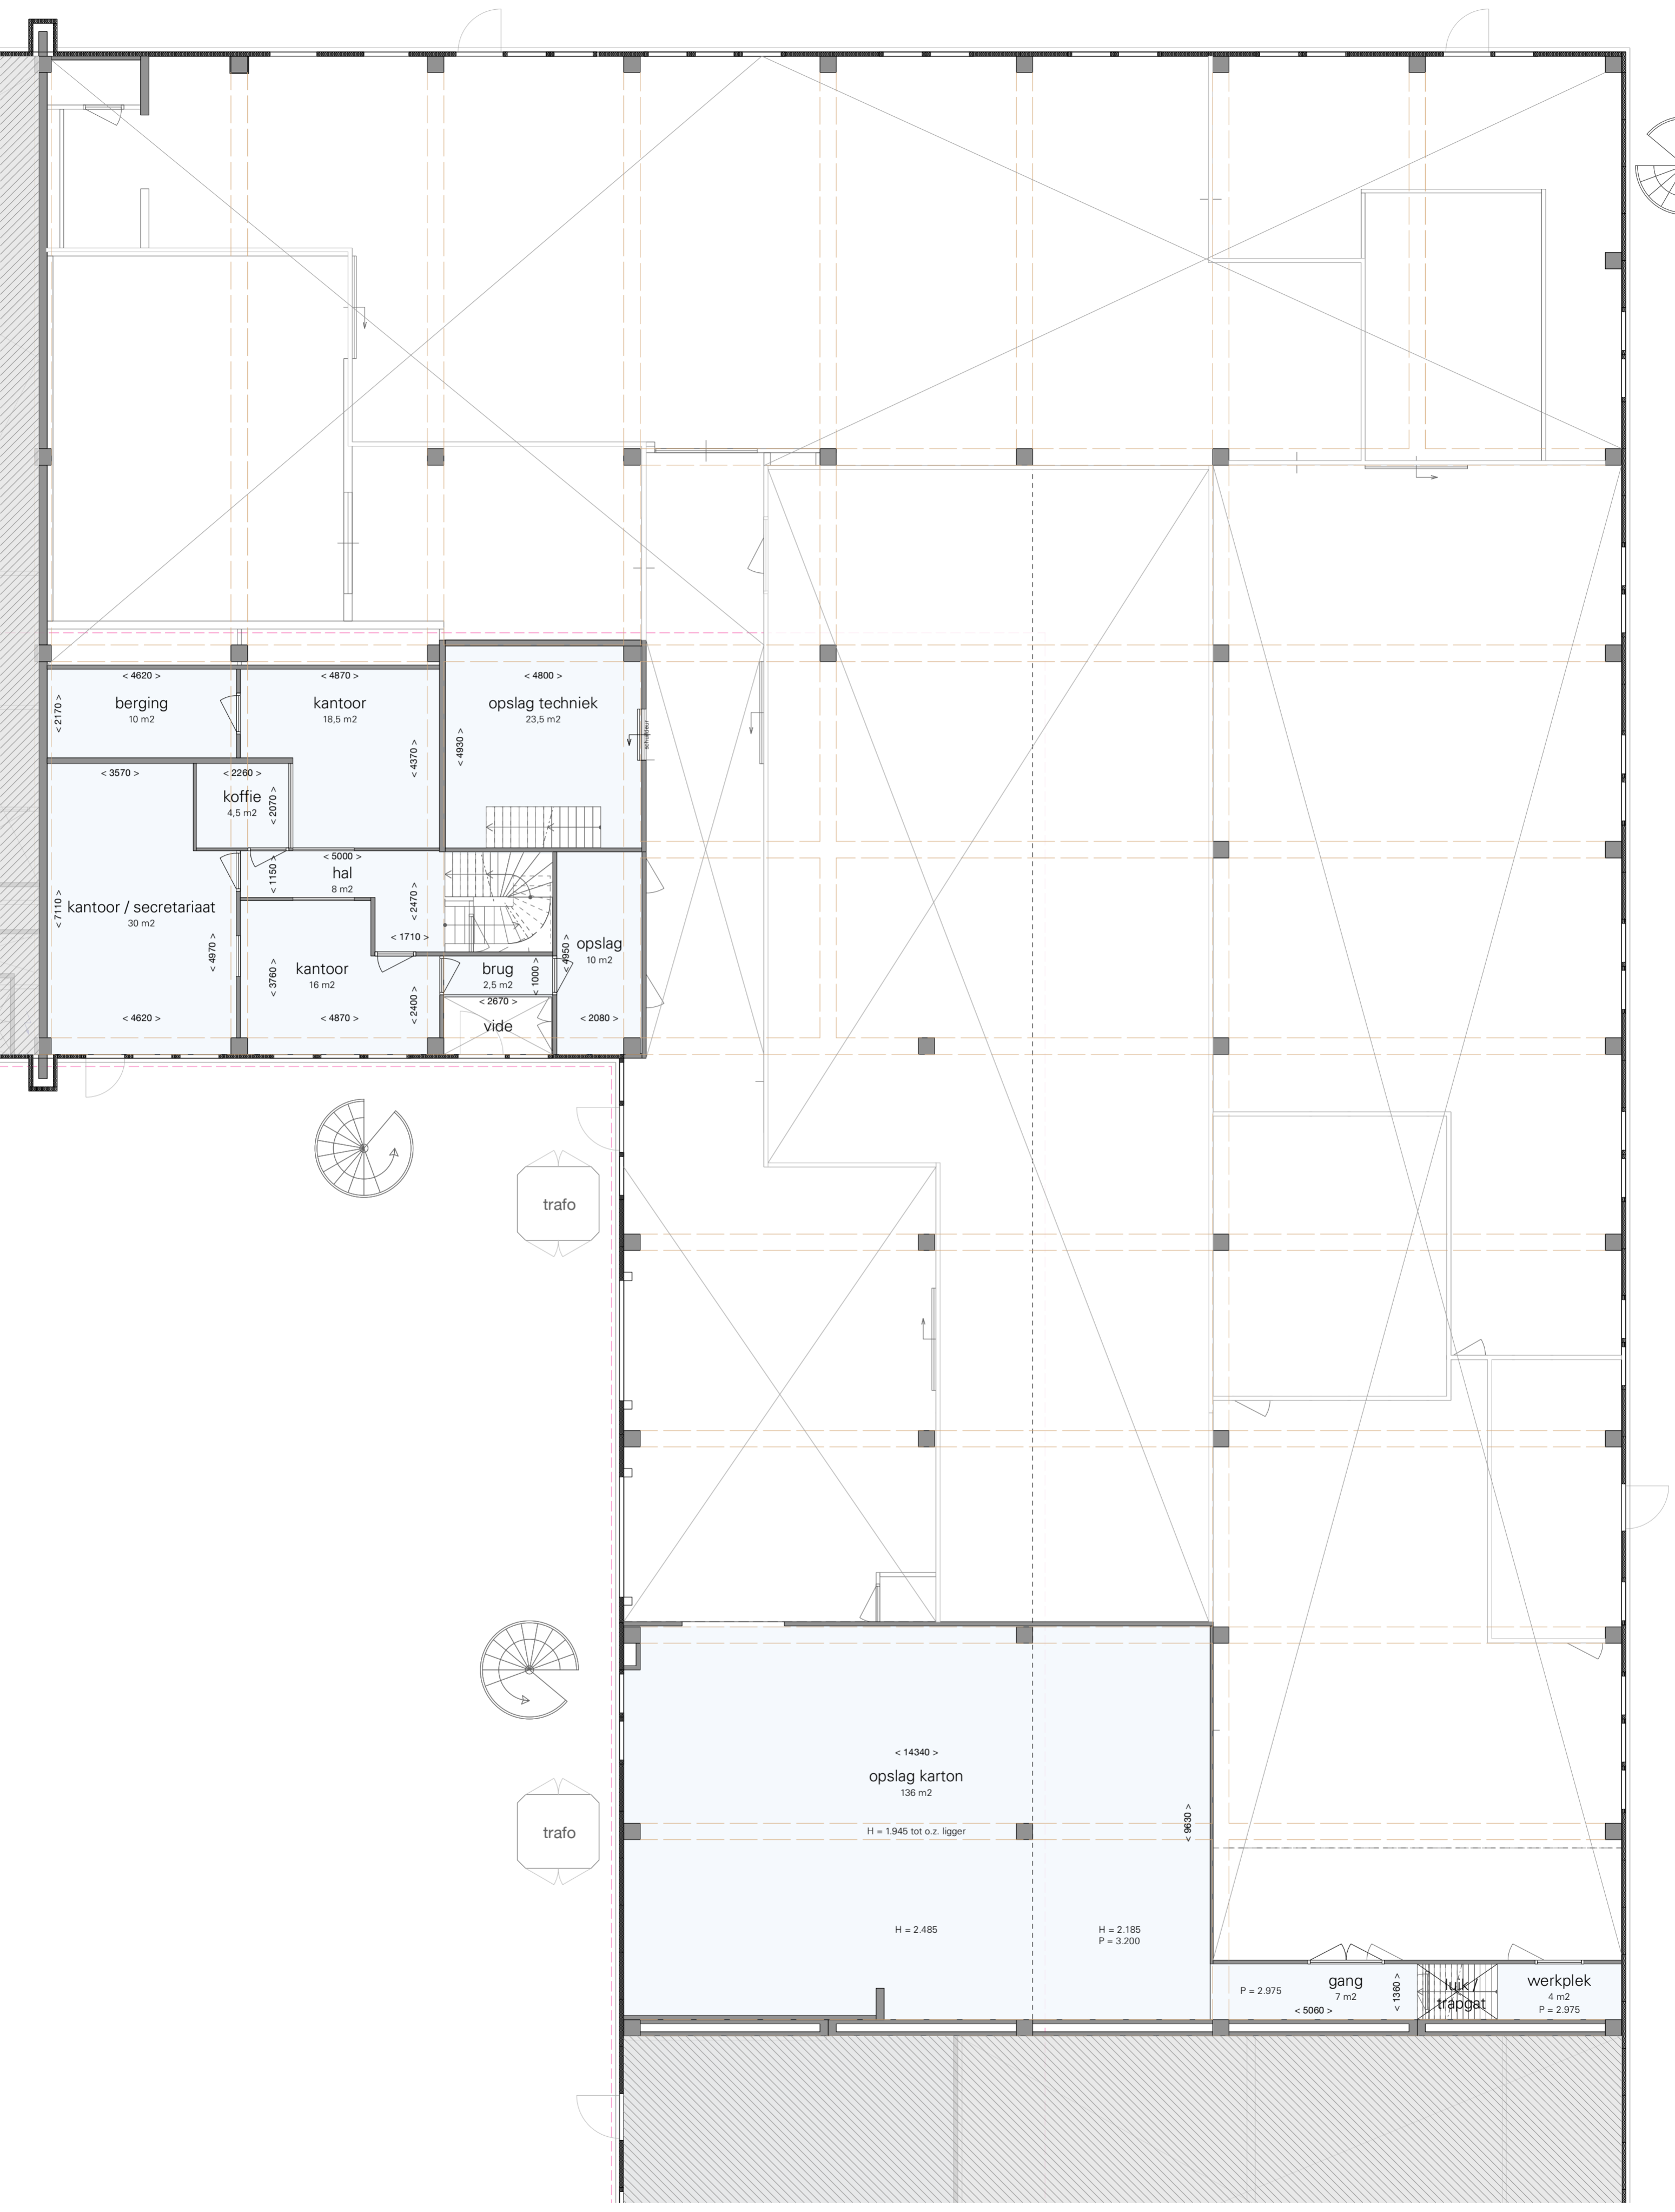 < 4620 >
< 4870 >
< 4800 >
berging
10 m2
< 2170 >
kantoor
18,5 m2
< 4370 >
opslag techniek
23,5 m2
< 4930 >
schuifdeur
< 3570 >
< 2260 >
koffie
4,5 m2
< 2070 >
< 5000 >
hal
8 m2
< 1150 >
< 2470 >
< 1710 >
kantoor / secretariaat
30 m2
< 7110 >
< 4970 >
< 4620 >
kantoor
16 m2
< 3760 >
< 2400 >
< 4870 >
brug
2,5 m2
< 1000 >
< 2670 >
vide
opslag
10 m2
< 4950 >
< 2080 >
trafo
trafo
< 14340 >
opslag karton
136 m2
H = 1.945 tot o.z. ligger
< 9630 >
H = 2.485
H = 2.185
P = 3.200
P = 2.975
gang
7 m2
< 5060 >
< 1360 >
luik /
trapgat
werkplek
4 m2
P = 2.975